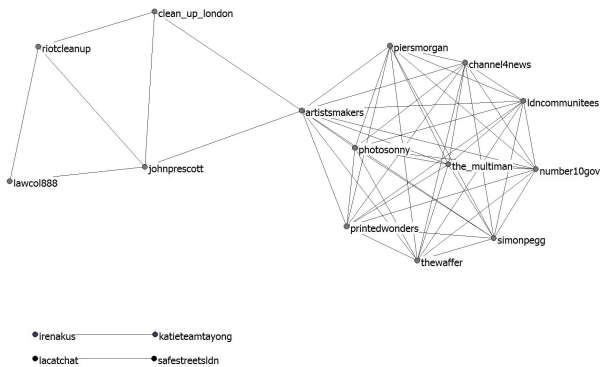 clean_up_london
riotcleanup
piersmorgan
channel4news
ldncommunitees
artistsmakers
photosonny
the_multiman
number10gov
johnprescott
lawcol888
printedwonders
simonpegg
thewaffer
irenakus
katieteamtayong
lacatchat
safestreetsldn